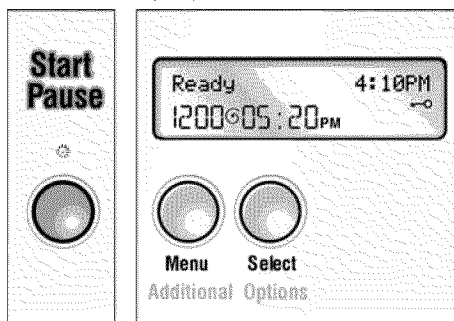 Start
Pause
Ready 4:10PM
1200 05:20PM
Menu Select
Additional Options